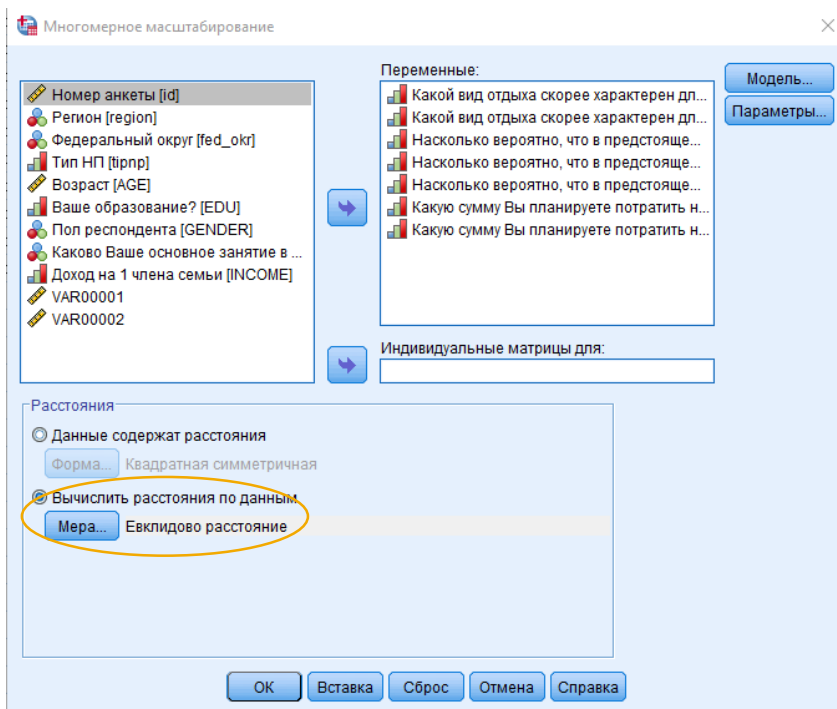 Многомерное масштабирование
Номер анкеты [id]
Регион [region]
Федеральный округ [fed_okr]
Тип НП [tipnp]
Возраст [AGE]
Ваше образование? [EDU]
Пол респондента [GENDER]
Каково Ваше основное занятие в ...
Доход на 1 члена семьи [INCOME]
VAR00001
VAR00002
Переменные:
Какой вид отдыха скорее характерен дл...
Какой вид отдыха скорее характерен дл...
Насколько вероятно, что в предстояще...
Насколько вероятно, что в предстояще...
Насколько вероятно, что в предстояще...
Какую сумму Вы планируете потратить н...
Какую сумму Вы планируете потратить н...
Модель...
Параметры...
Индивидуальные матрицы для:
Расстояния
Данные содержат расстояния
Форма... Квадратная симметричная
Вычислить расстояния по данным
Мера... Евклидово расстояние
ОК Вставка Сброс Отмена Справка